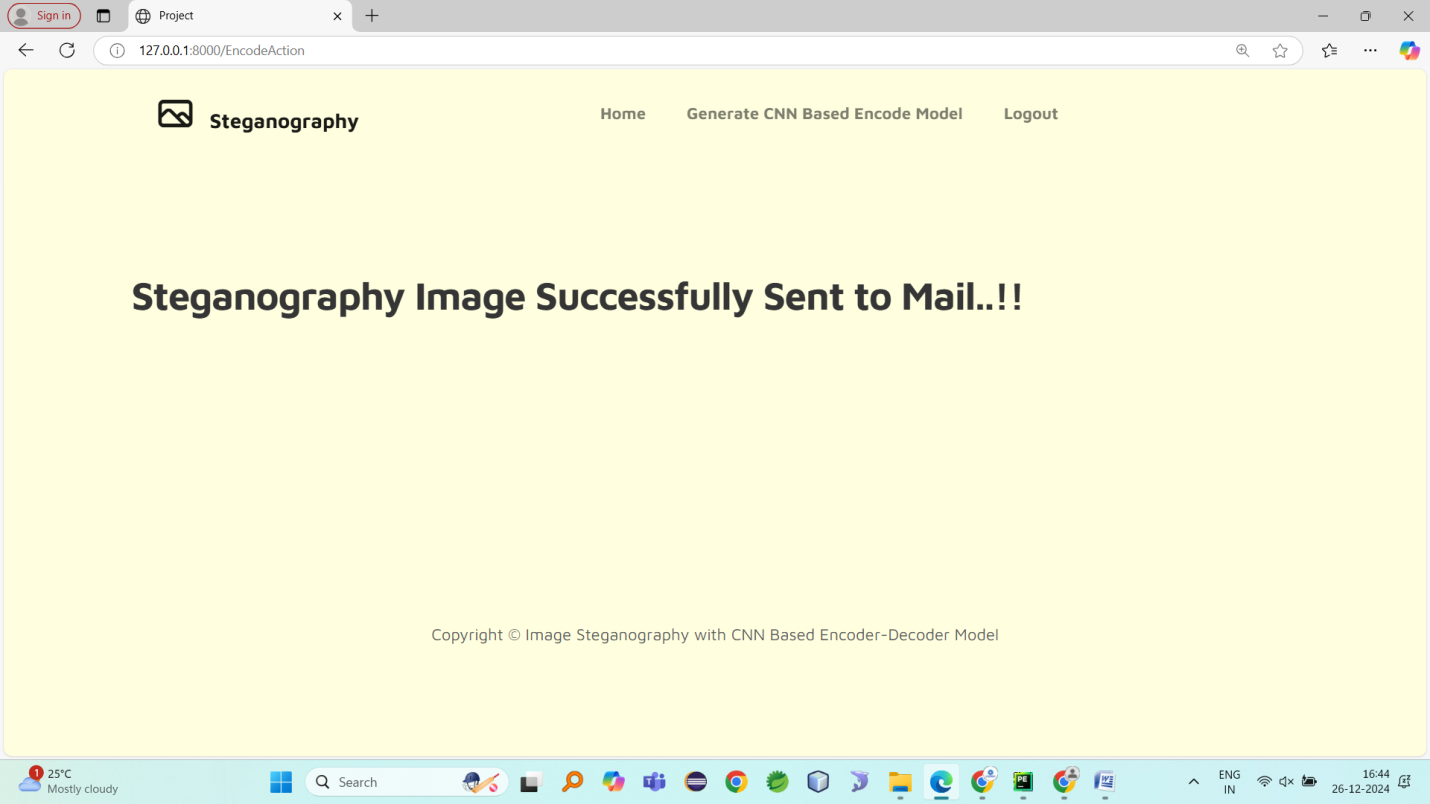 Sign in
Project
127.0.0.1:8000/EncodeAction
Steganography
Home Generate CNN Based Encode Model Logout
Steganography Image Successfully Sent to Mail..!!
Copyright © Image Steganography with CNN Based Encoder-Decoder Model
1
25°C
Mostly cloudy
Search
PE
ENG
IN
16:44
26-12-2024